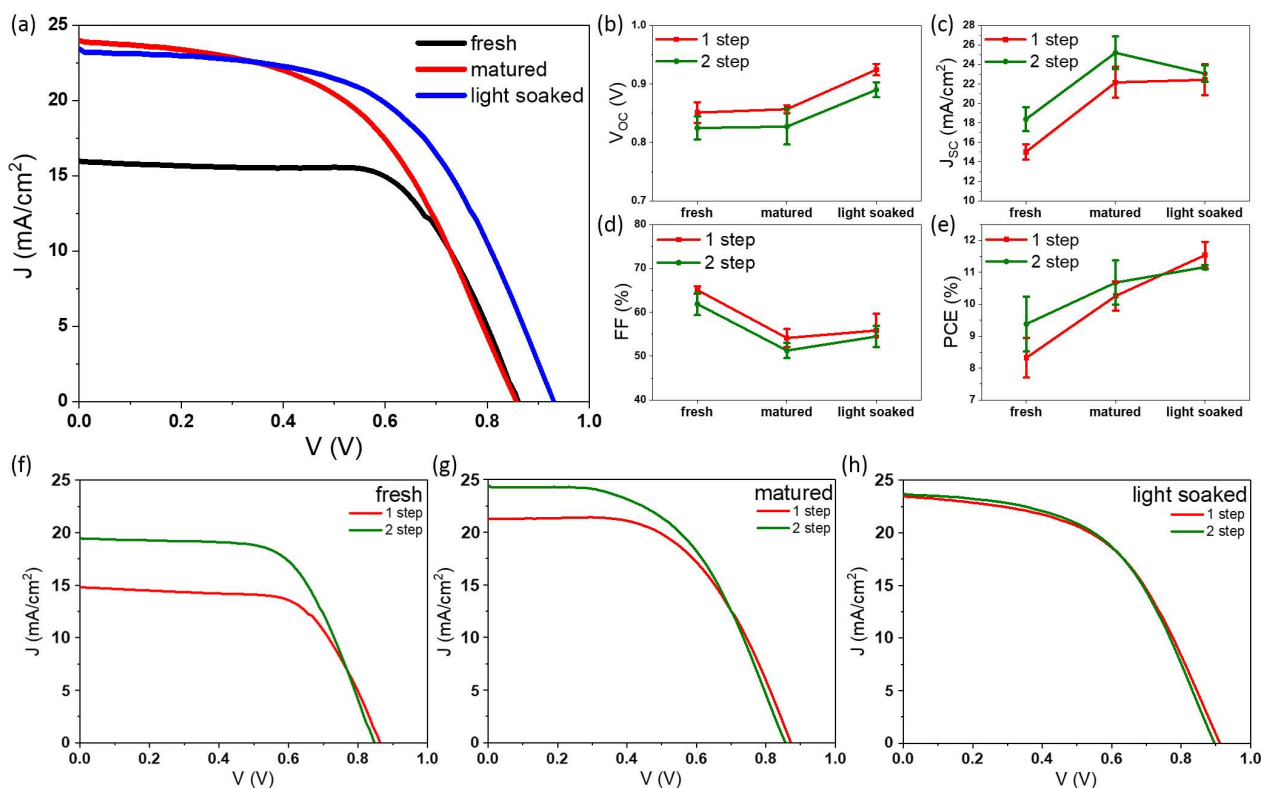 (a)
25
20
15
10
5
0
J (mA/cm²)
0.0
0.2
0.4
0.6
0.8
1.0
V (V)
fresh
matured
light soaked
(b)
1.0
0.9
0.8
0.7
V_OC (V)
1 step
2 step
fresh
matured
light soaked
(c)
28
26
24
22
20
18
16
14
12
10
J_SC (mA/cm²)
1 step
2 step
fresh
matured
light soaked
(d)
80
70
60
50
40
FF (%)
1 step
2 step
fresh
matured
light soaked
(e)
13
12
11
10
9
8
7
PCE (%)
1 step
2 step
fresh
matured
light soaked
(f)
25
20
15
10
5
0
J (mA/cm²)
0.0
0.2
0.4
0.6
0.8
1.0
V (V)
fresh
1 step
2 step
(g)
25
20
15
10
5
0
J (mA/cm²)
0.0
0.2
0.4
0.6
0.8
1.0
V (V)
matured
1 step
2 step
(h)
25
20
15
10
5
0
J (mA/cm²)
0.0
0.2
0.4
0.6
0.8
1.0
V (V)
light soaked
1 step
2 step